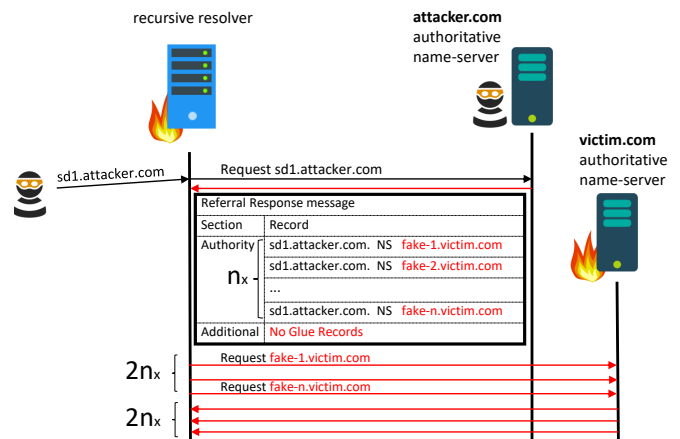 recursive resolver
attacker.com
authoritative
name-server
victim.com
authoritative
name-server
sd1.attacker.com
Request sd1.attacker.com
Referral Response message
Section Record
Authority sd1.attacker.com. NS fake-1.victim.com
sd1.attacker.com. NS fake-2.victim.com
nx
...
sd1.attacker.com. NS fake-n.victim.com
Additional No Glue Records
Request fake-1.victim.com
2nx
Request fake-n.victim.com
2nx